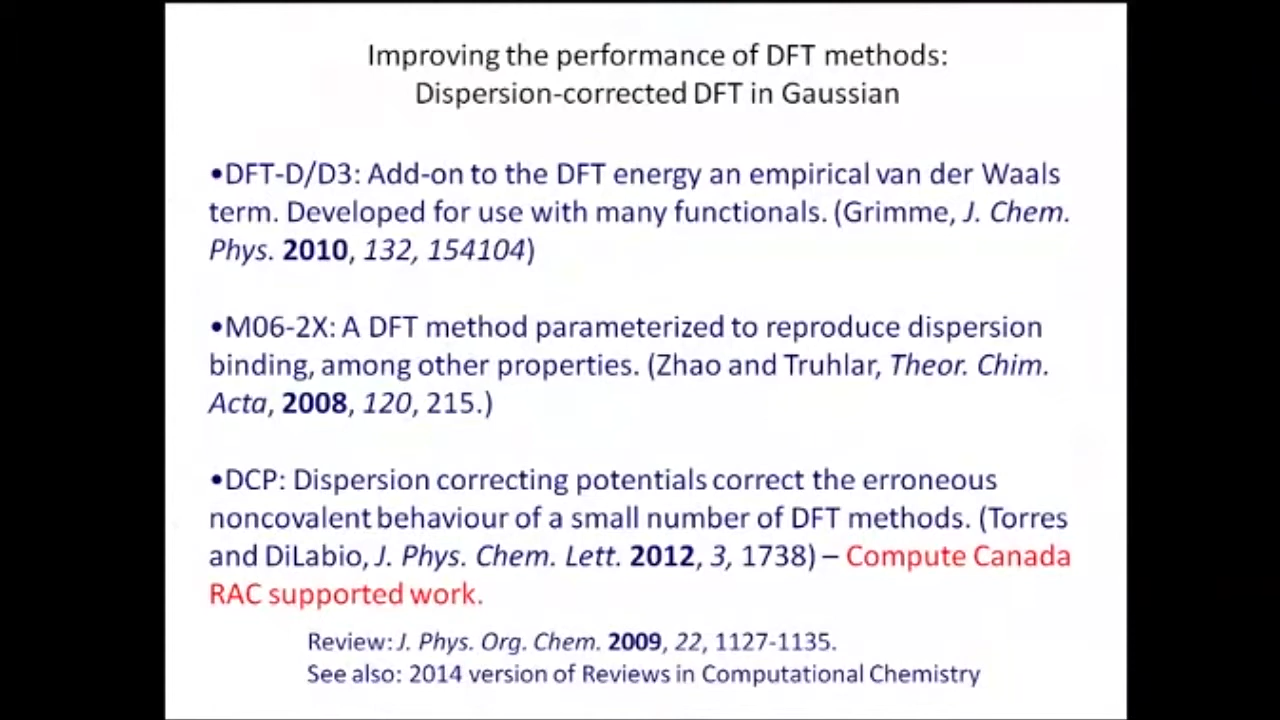 Improving the performance of DFT methods:
Dispersion-corrected DFT in Gaussian
•DFT-D/D3: Add-on to the DFT energy an empirical van der Waals
term. Developed for use with many functionals. (Grimme, J. Chem.
Phys. 2010, 132, 154104)
•M06-2X: A DFT method parameterized to reproduce dispersion
binding, among other properties. (Zhao and Truhlar, Theor. Chim.
Acta, 2008, 120, 215.)
•DCP: Dispersion correcting potentials correct the erroneous
noncovalent behaviour of a small number of DFT methods. (Torres
and DiLabio, J. Phys. Chem. Lett. 2012, 3, 1738) – Compute Canada
RAC supported work.
Review: J. Phys. Org. Chem. 2009, 22, 1127-1135.
See also: 2014 version of Reviews in Computational Chemistry